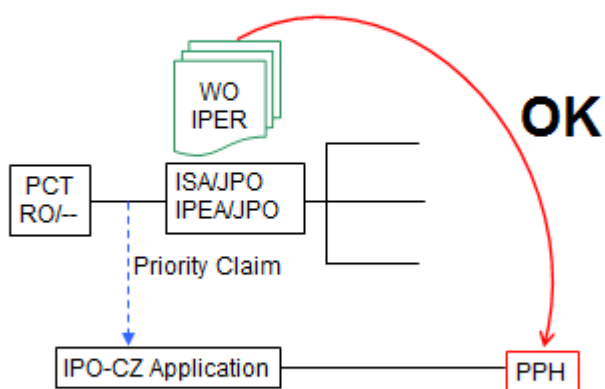 WO
IPER
OK
PCT
RO/--
ISA/JPO
IPEA/JPO
Priority Claim
IPO-CZ Application
PPH